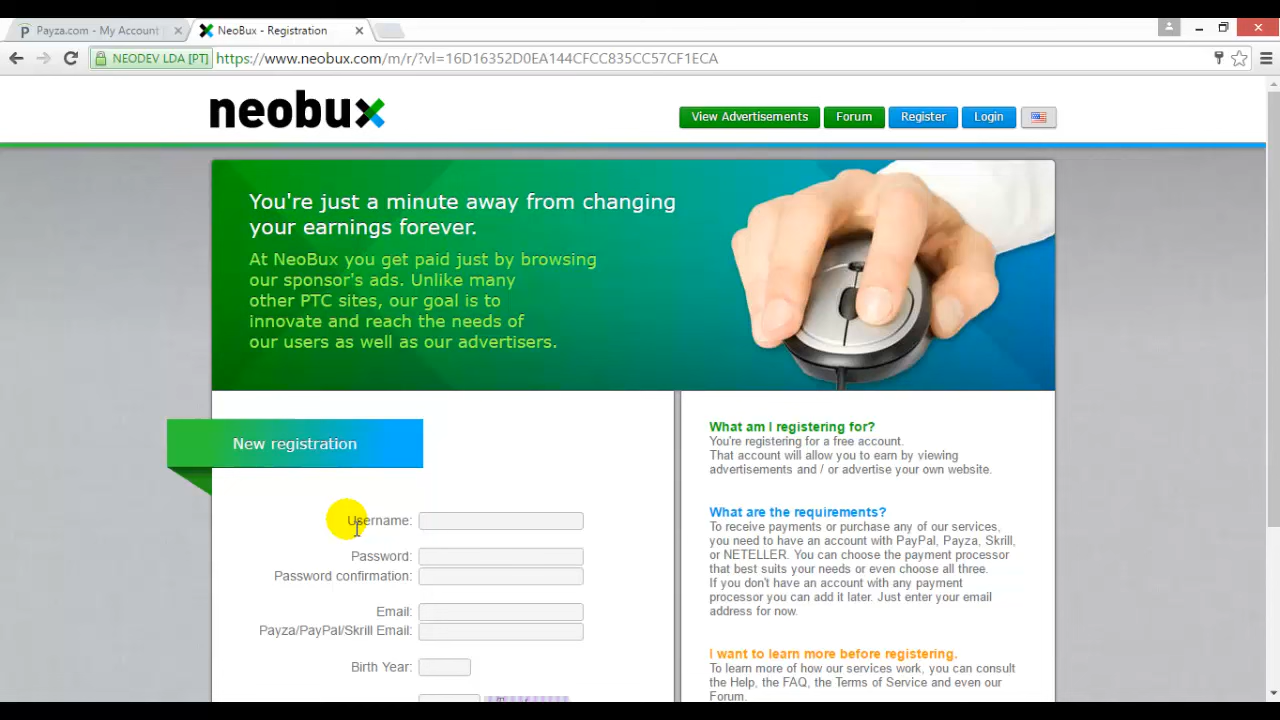 Payza.com - My Account
NeoBux - Registration
NEODEV LDA [PT]
https://www.neobux.com/m/r/?vl=16D16352D0EA144CFCC835CC57CF1ECA
neobux
View Advertisements
Forum
Register
Login
You're just a minute away from changing
your earnings forever.
At NeoBux you get paid just by browsing
our sponsor's ads. Unlike many
other PTC sites, our goal is to
innovate and reach the needs of
our users as well as our advertisers.
New registration
Username:
Password:
Password confirmation:
Email:
Payza/PayPal/Skrill Email:
Birth Year:
What am I registering for?
You're registering for a free account.
That account will allow you to earn by viewing
advertisements and / or advertise your own website.
What are the requirements?
To receive payments or purchase any of our services,
you need to have an account with PayPal, Payza, Skrill,
or NETELLER. You can choose the payment processor
that best suits your needs or even choose all three.
If you don't have an account with any payment
processor you can add it later. Just enter your email
address for now.
I want to learn more before registering.
To learn more of how our services work, you can consult
the Help, the FAQ, the Terms of Service and even our
Forum.